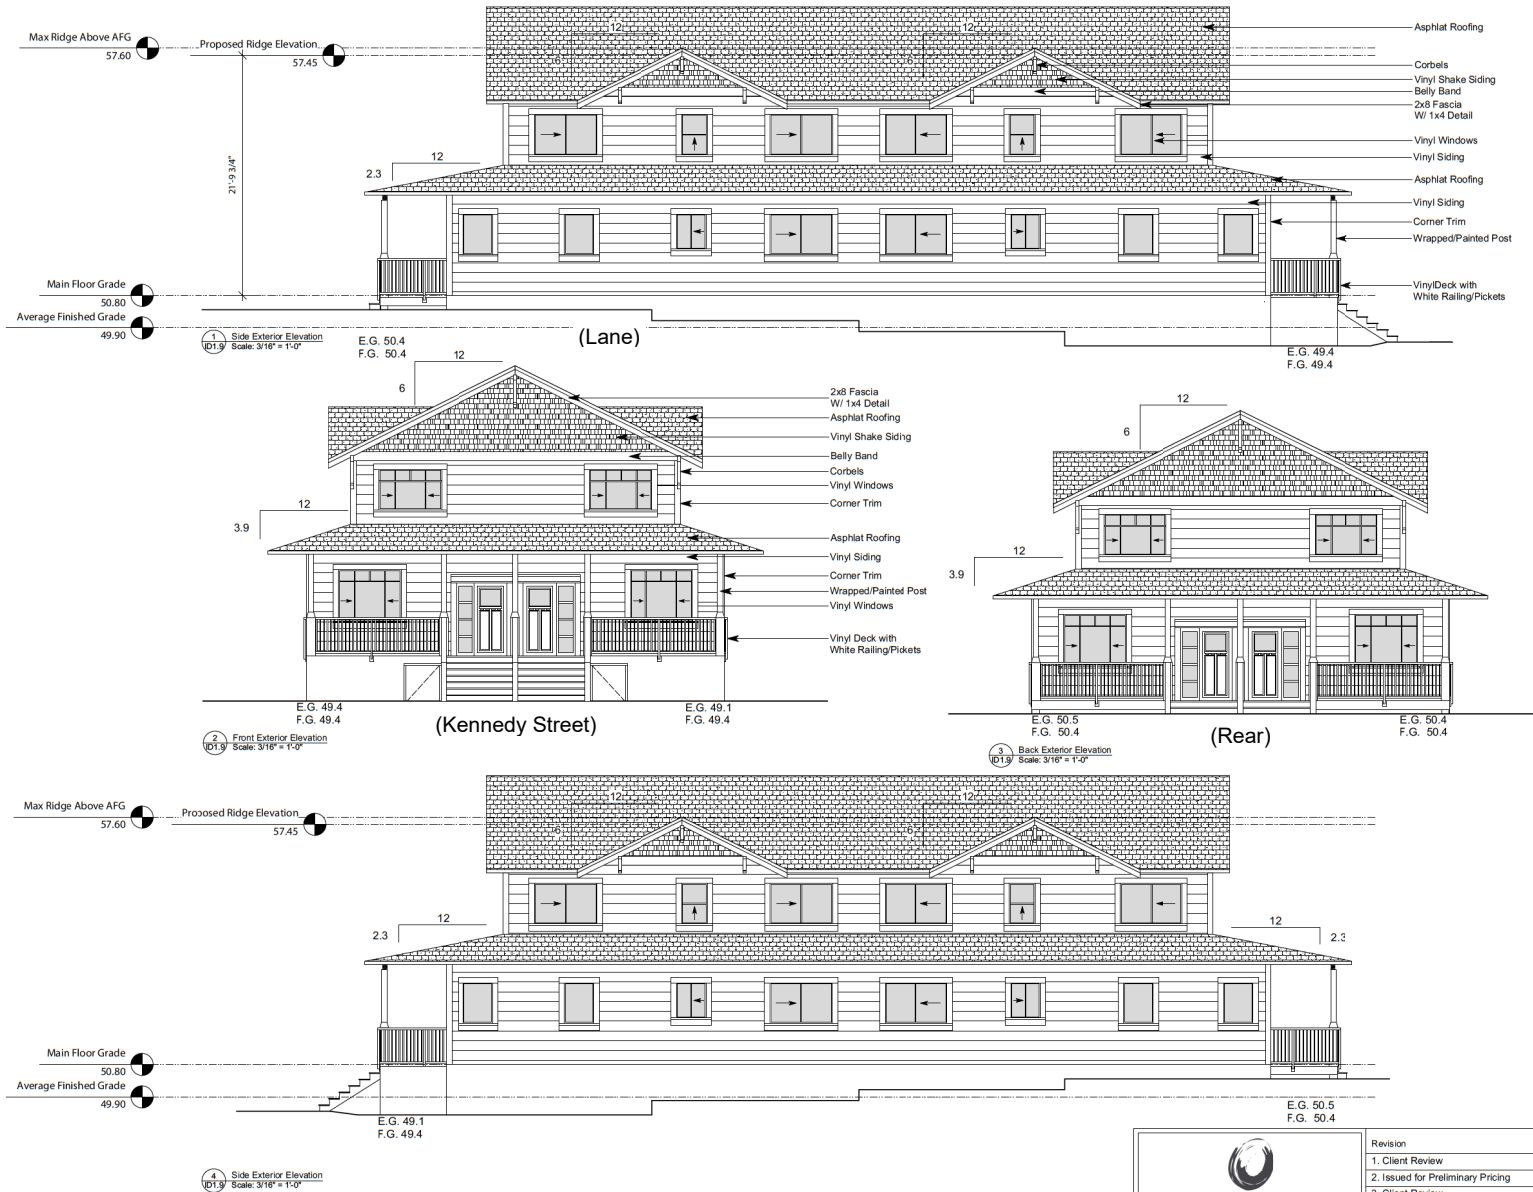 12
12
Asphlat Roofing
Max Ridge Above AFG
57.60
Proposed Ridge Elevation
57.45
6
6
Corbels
Vinyl Shake Siding
Belly Band
2x8 Fascia
W/ 1x4 Detail
Vinyl Windows
Vinyl Siding
12
2.3
21'-9 3/4"
Asphlat Roofing
Vinyl Siding
Corner Trim
Wrapped/Painted Post
VinylDeck with
White Railing/Pickets
Main Floor Grade
50.80
Average Finished Grade
49.90
1
ID1.9
Side Exterior Elevation
Scale: 3/16" = 1'-0"
E.G. 50.4
F.G. 50.4
(Lane)
E.G. 49.4
F.G. 49.4
12
6
2x8 Fascia
W/ 1x4 Detail
Asphlat Roofing
Vinyl Shake Siding
Belly Band
Corbels
Vinyl Windows
Corner Trim
12
3.9
Asphlat Roofing
Vinyl Siding
Corner Trim
Wrapped/Painted Post
Vinyl Windows
Vinyl Deck with
White Railing/Pikets
E.G. 49.4
F.G. 49.4
(Kennedy Street)
E.G. 49.1
F.G. 49.4
2
ID1.9
Front Exterior Elevation
Scale: 3/16" = 1'-0"
12
6
12
3.9
E.G. 50.5
F.G. 50.4
(Rear)
E.G. 50.4
F.G. 50.4
3
ID1.9
Back Exterior Elevation
Scale: 3/16" = 1'-0"
12
12
Max Ridge Above AFG
57.60
Proposed Ridge Elevation
57.45
6
6
12
2.3
12
2.3
Main Floor Grade
50.80
Average Finished Grade
49.90
E.G. 49.1
F.G. 49.4
E.G. 50.5
F.G. 50.4
4
ID1.9
Side Exterior Elevation
Scale: 3/16" = 1'-0"
Revision
1. Client Review
2. Issued for Preliminary Pricing